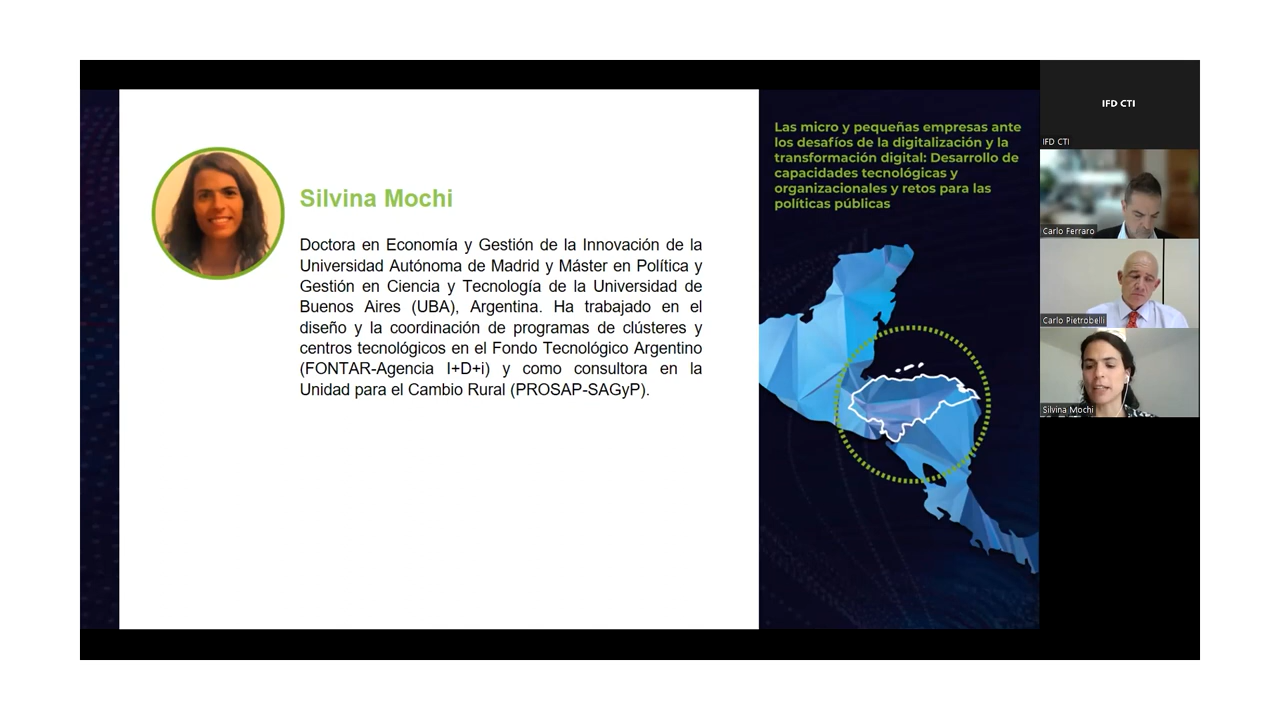 Silvina Mochi
Doctora en Economía y Gestión de la Innovación de la
Universidad Autónoma de Madrid y Máster en Política y
Gestión en Ciencia y Tecnología de la Universidad de
Buenos Aires (UBA), Argentina. Ha trabajado en el
diseño y la coordinación de programas de clústeres y
centros tecnológicos en el Fondo Tecnológico Argentino
(FONTAR-Agencia I+D+i) y como consultora en la
Unidad para el Cambio Rural (PROSAP-SAGyP).
Las micro y pequeñas empresas ante
los desafíos de la digitalización y la
transformación digital: Desarrollo de
capacidades tecnológicas y
organizacionales y retos para las
políticas públicas
IFD CTI
IFD CTI
Carlo Ferraro
Carlo Pietrobelli
Silvina Mochi